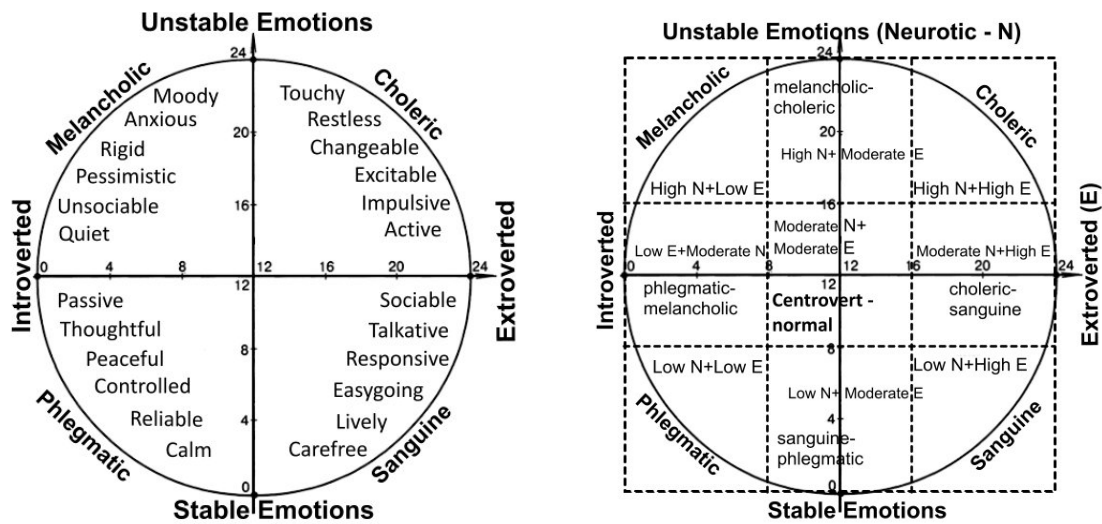 Unstable Emotions
24
Melancholic
Choleric
Moody
Touchy
Anxious
Restless
20
Rigid
Changeable
Pessimistic
Excitable
Unsociable
16
Impulsive
Quiet
Active
Introverted
Extroverted
0 4 8 12 16 20 24
12
Passive
Sociable
Thoughtful
Talkative
Peaceful
8
Responsive
Controlled
Easygoing
Reliable
4
Lively
Calm
Carefree
Phlegmatic
Sanguine
0
Stable Emotions
Unstable Emotions (Neurotic - N)
24
Melancholic
Choleric
melancholic-
choleric
20
High N+ Moderate E
High N+Low E
High N+High E
16
Moderate N+
Moderate E
Low E+Moderate N
Moderate N+High E
Introverted
Extroverted (E)
0 4 8 12 16 20 24
12
phlegmatic-
melancholic
Centrovert -
normal
choleric-
sanguine
8
Low N+Low E
Low N+High E
Low N+ Moderate E
4
sanguine-
phlegmatic
Phlegmatic
Sanguine
0
Stable Emotions